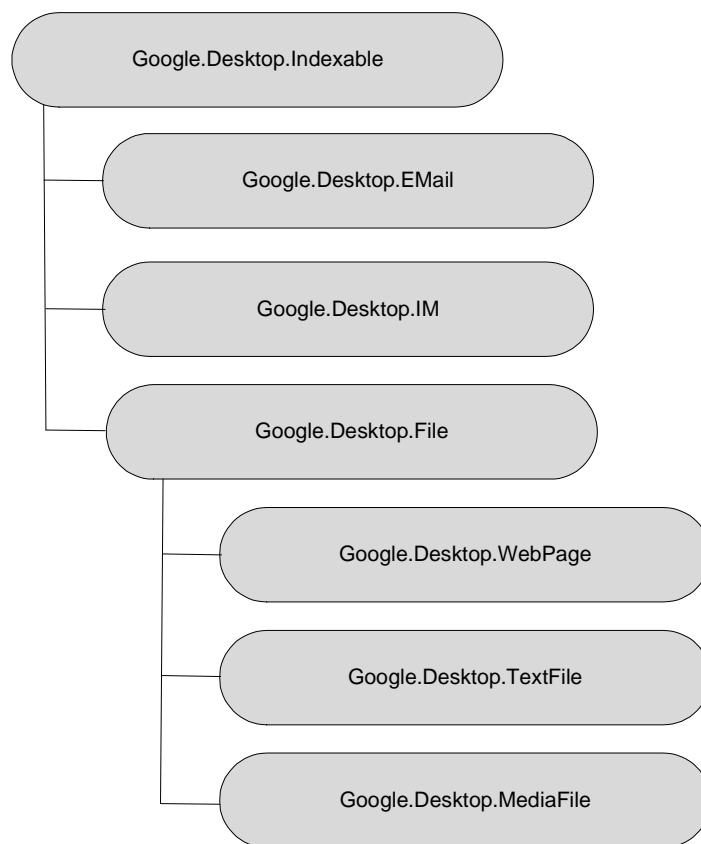 Google.Desktop.Indexable
Google.Desktop.EMail
Google.Desktop.IM
Google.Desktop.File
Google.Desktop.WebPage
Google.Desktop.TextFile
Google.Desktop.MediaFile